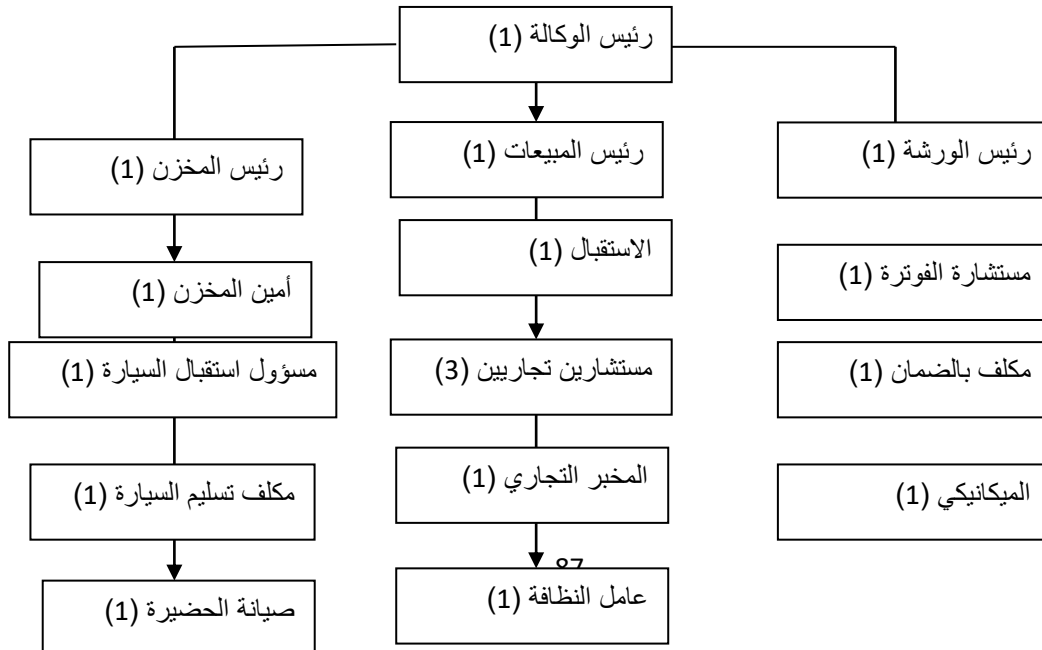 رئيس الوكالة (1)
رئيس الورشة (1)
رئيس المبيعات (1)
رئيس المخزن (1)
الاستقبال (1)
مستشارة الفوترة (1)
أمين المخزن (1)
مكلف بالضمان (1)
مستشارين تجاريين (3)
مسؤول استقبال السيارة (1)
الميكانيكي (1)
المخبر التجاري (1)
مكلف تسليم السيارة (1)
87
عامل النظافة (1)
صيانة الحضيرة (1)